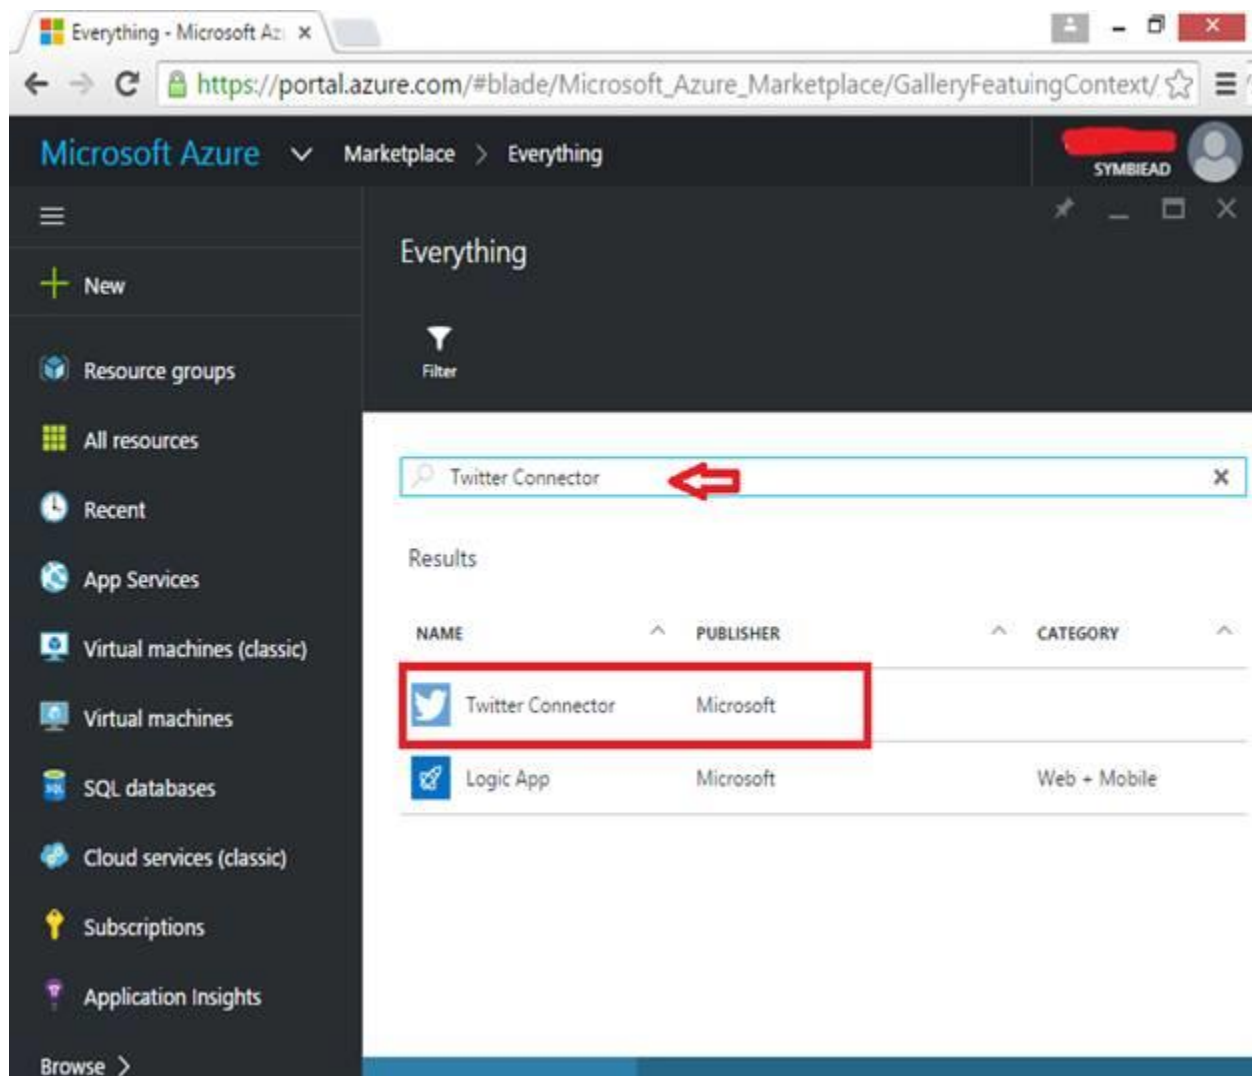 Everything - Microsoft Az
https://portal.azure.com/#blade/Microsoft_Azure_Marketplace/GalleryFeatuingContext/
Microsoft Azure Marketplace > Everything
SYMBIEAD
Everything
New
Filter
Resource groups
All resources
Twitter Connector
Recent
Results
App Services
NAME PUBLISHER CATEGORY
Virtual machines (classic)
Twitter Connector Microsoft
Virtual machines
Logic App Microsoft Web + Mobile
SQL databases
Cloud services (classic)
Subscriptions
Application Insights
Browse >